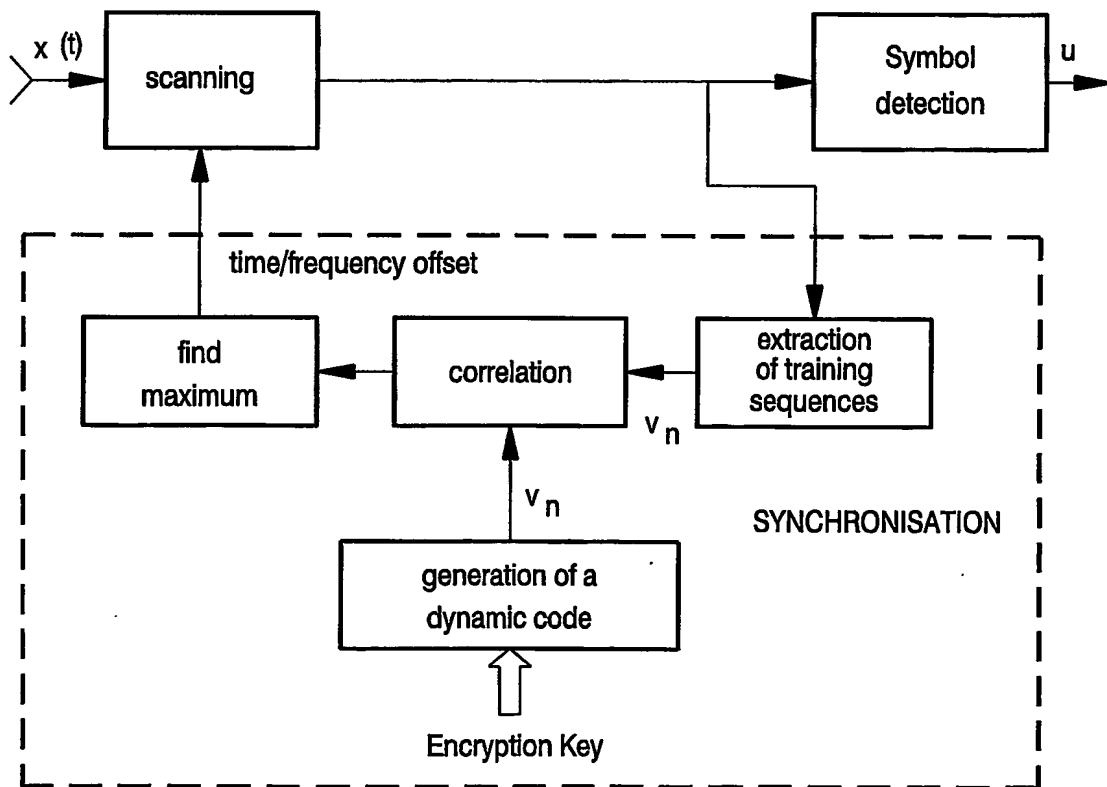 x (t)
scanning
Symbol
detection
u
time/frequency offset
find
maximum
correlation
extraction
of training
sequences
v n
v n
SYNCHRONISATION
generation of a
dynamic code
Encryption Key